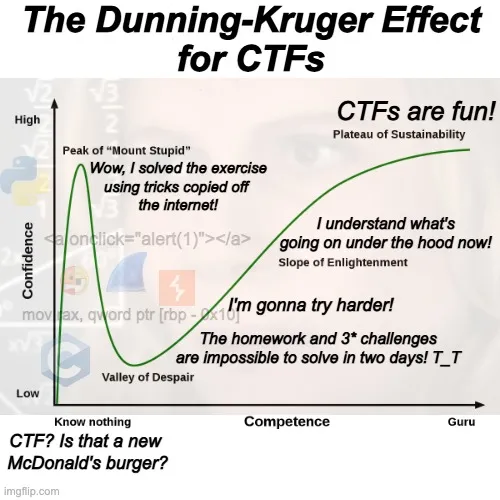 The Dunning-Kruger Effect
for CTFs
CTFs are fun!
High
Plateau of Sustainability
Peak of “Mount Stupid”
Wow, I solved the exercise
using tricks copied off
the internet!
I understand what's
going on under the hood now!
<a onclick="alert(1)"></a>
Slope of Enlightenment
Confidence
I'm gonna try harder!
mov rax, qword ptr [rbp - 0x10]
The homework and 3* challenges
are impossible to solve in two days! T_T
Valley of Despair
Low
Know nothing
Competence
Guru
CTF? Is that a new
McDonald's burger?
imgflip.com